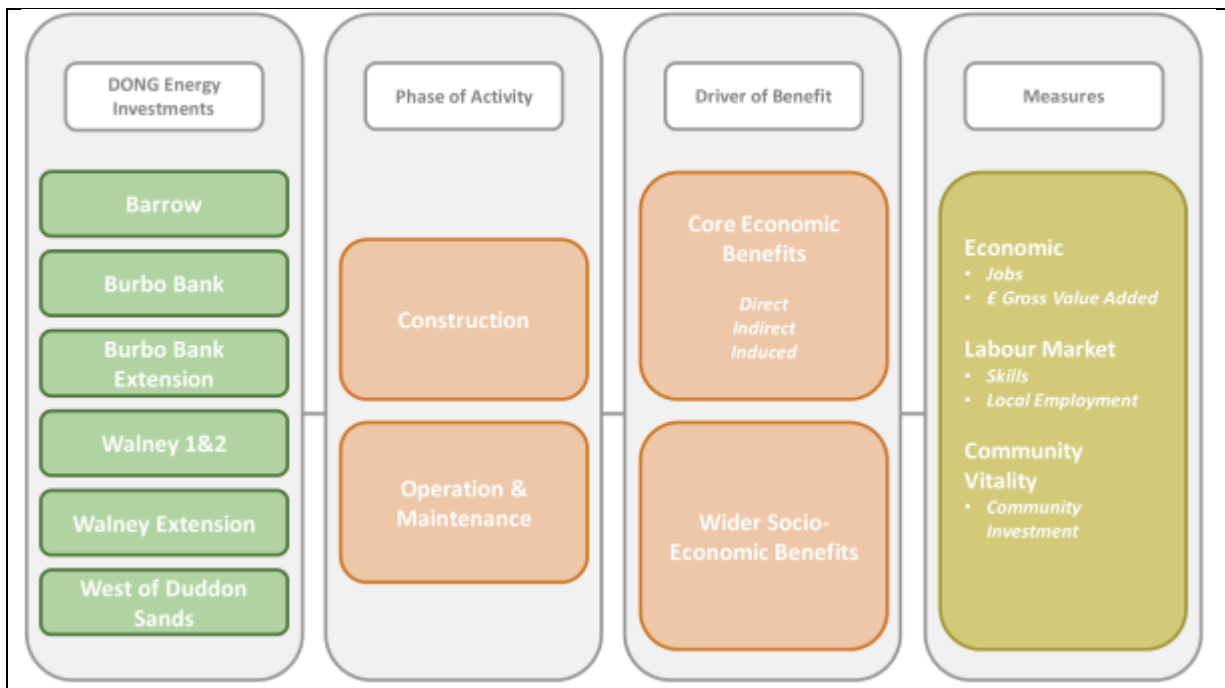 DONG Energy
Investments
Barrow
Burbo Bank
Burbo Bank
Extension
Walney 1&2
Walney Extension
West of Duddon
Sands
Phase of Activity
Construction
Operation &
Maintenance
Driver of Benefit
Core Economic
Benefits
Direct
Indirect
Induced
Wider Socio-
Economic Benefits
Measures
Economic
• Jobs
• £ Gross Value Added
Labour Market
• Skills
• Local Employment
Community
Vitality
• Community
Investment